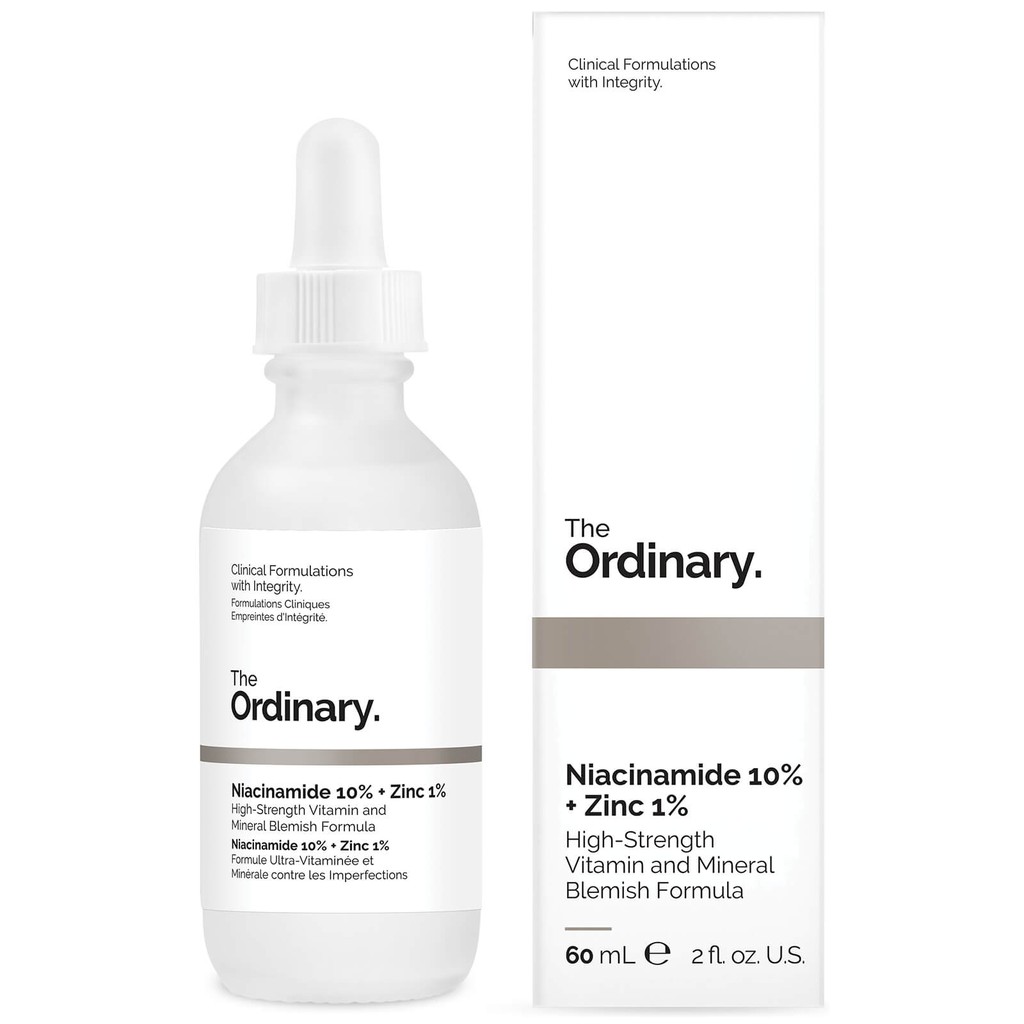 Clinical Formulations
with Integrity.
Formulations Cliniques
Empreintes d'Intégrité.
The
Ordinary.
Niacinamide 10% + Zinc 1%
High-Strength Vitamin and
Mineral Blemish Formula
Niacinamide 10% + Zinc 1%
Formule Ultra-Vitaminée et
Minérale contre les Imperfections
Clinical Formulations
with Integrity.
The
Ordinary.
Niacinamide 10%
+ Zinc 1%
High-Strength
Vitamin and Mineral
Blemish Formula
60 mL ℮ 2 fl. oz. U.S.